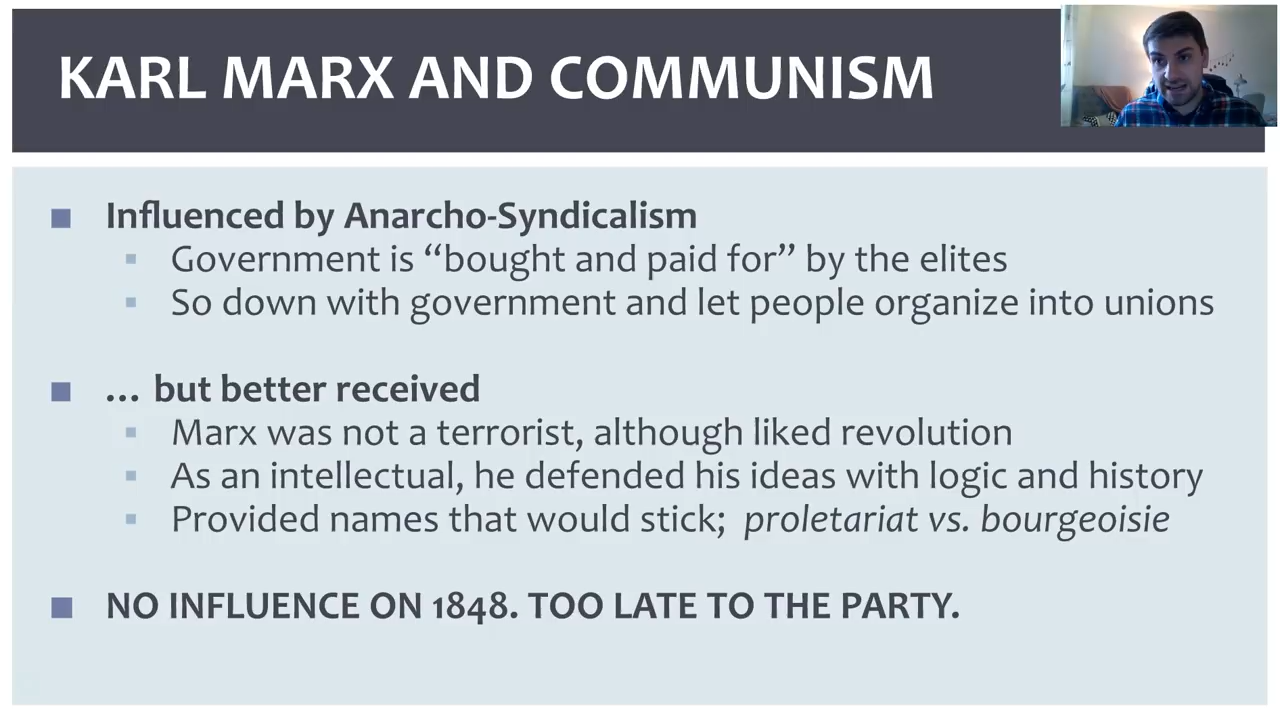 KARL MARX AND COMMUNISM
■ Influenced by Anarcho-Syndicalism
▪ Government is “bought and paid for” by the elites
▪ So down with government and let people organize into unions
■ … but better received
▪ Marx was not a terrorist, although liked revolution
▪ As an intellectual, he defended his ideas with logic and history
▪ Provided names that would stick; proletariat vs. bourgeoisie
■ NO INFLUENCE ON 1848. TOO LATE TO THE PARTY.